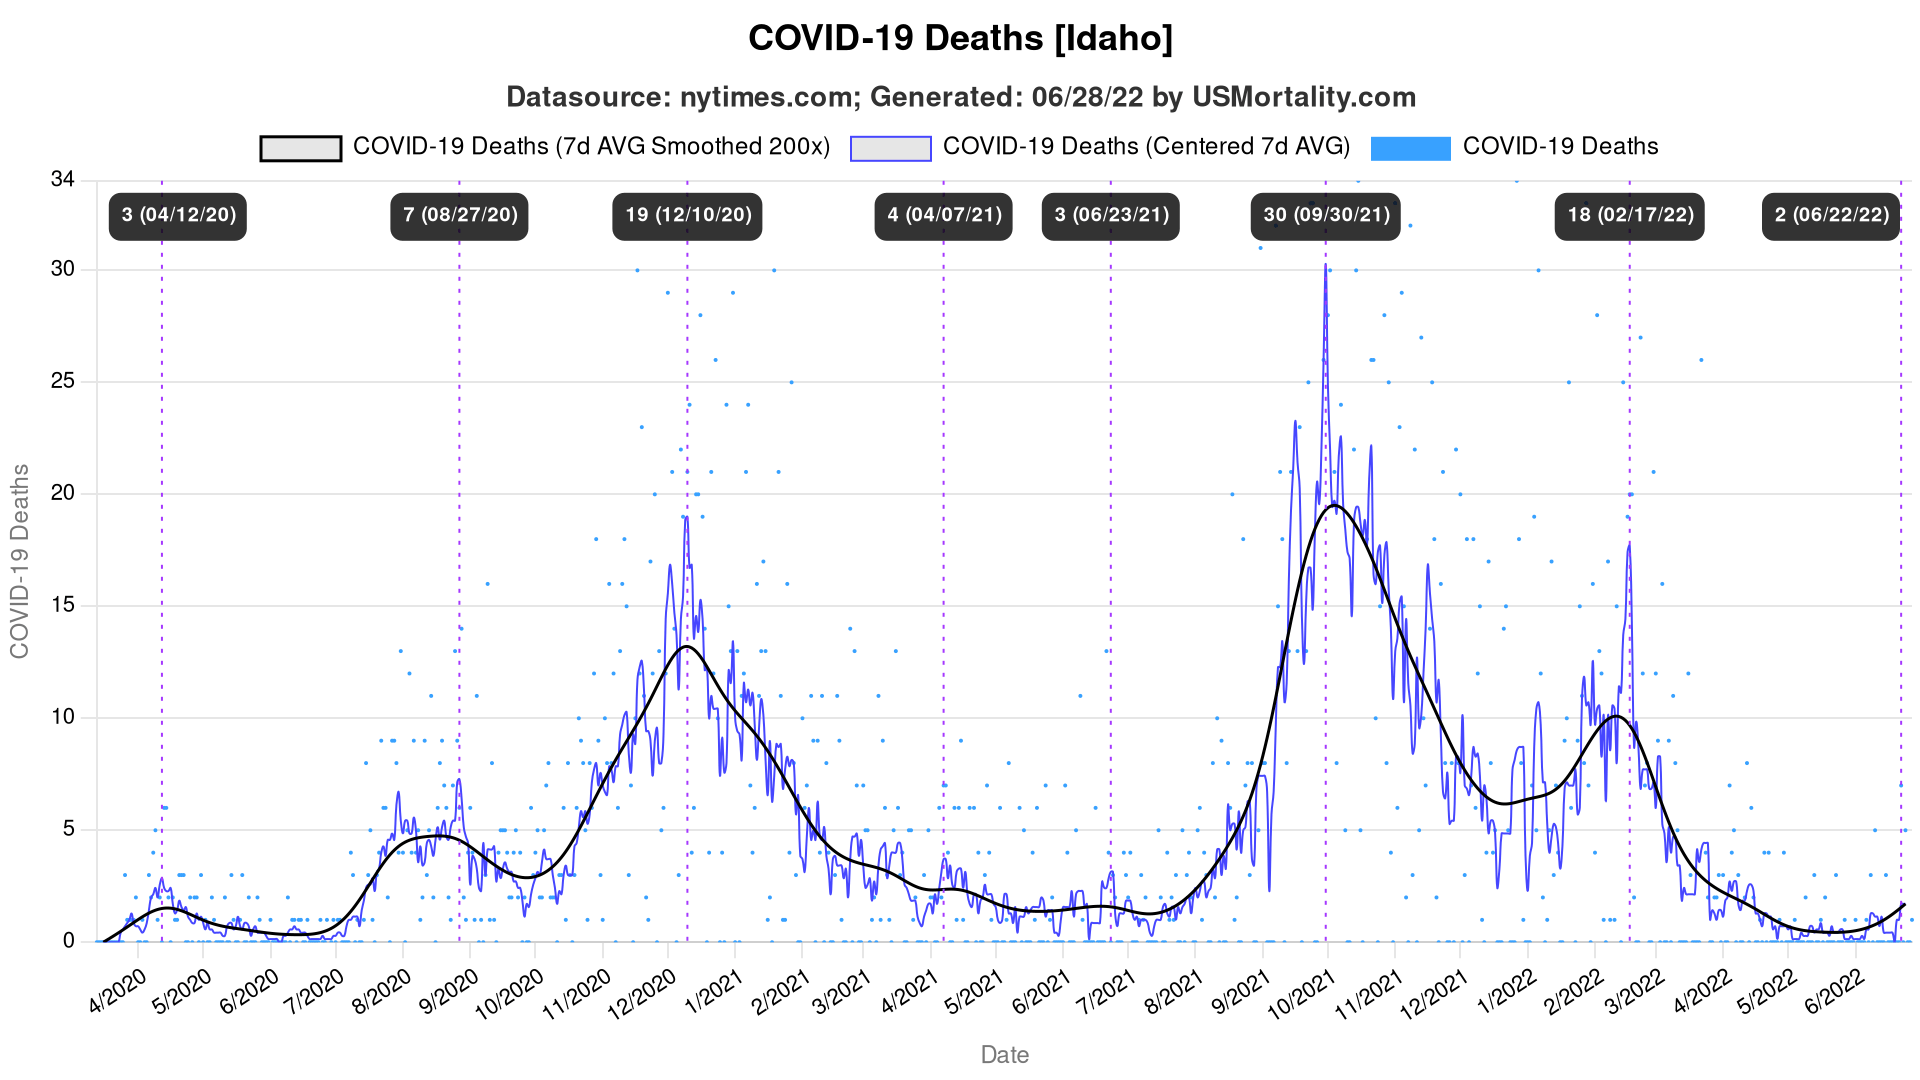 COVID-19 Deaths [Idaho]
Datasource: nytimes.com; Generated: 06/28/22 by USMortality.com
COVID-19 Deaths (7d AVG Smoothed 200x) COVID-19 Deaths (Centered 7d AVG) COVID-19 Deaths
34
3 (04/12/20) 7 (08/27/20) 19 (12/10/20) 4 (04/07/21) 3 (06/23/21) 30 (09/30/21) 18 (02/17/22) 2 (06/22/22)
30
25
20
15
10
5
0
COVID-19 Deaths
4/2020 5/2020 6/2020 7/2020 8/2020 9/2020 10/2020 11/2020 12/2020 1/2021 2/2021 3/2021 4/2021 5/2021 6/2021 7/2021 8/2021 9/2021 10/2021 11/2021 12/2021 1/2022 2/2022 3/2022 4/2022 5/2022 6/2022
Date